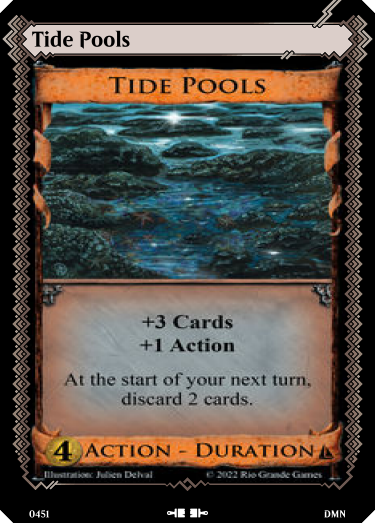 Tide Pools
TIDE POOLS
+3 Cards
+1 Action
At the start of your next turn,
discard 2 cards.
4 ACTION - DURATION
Illustration: Julien Delval © 2022 Rio Grande Games
0451 DMN